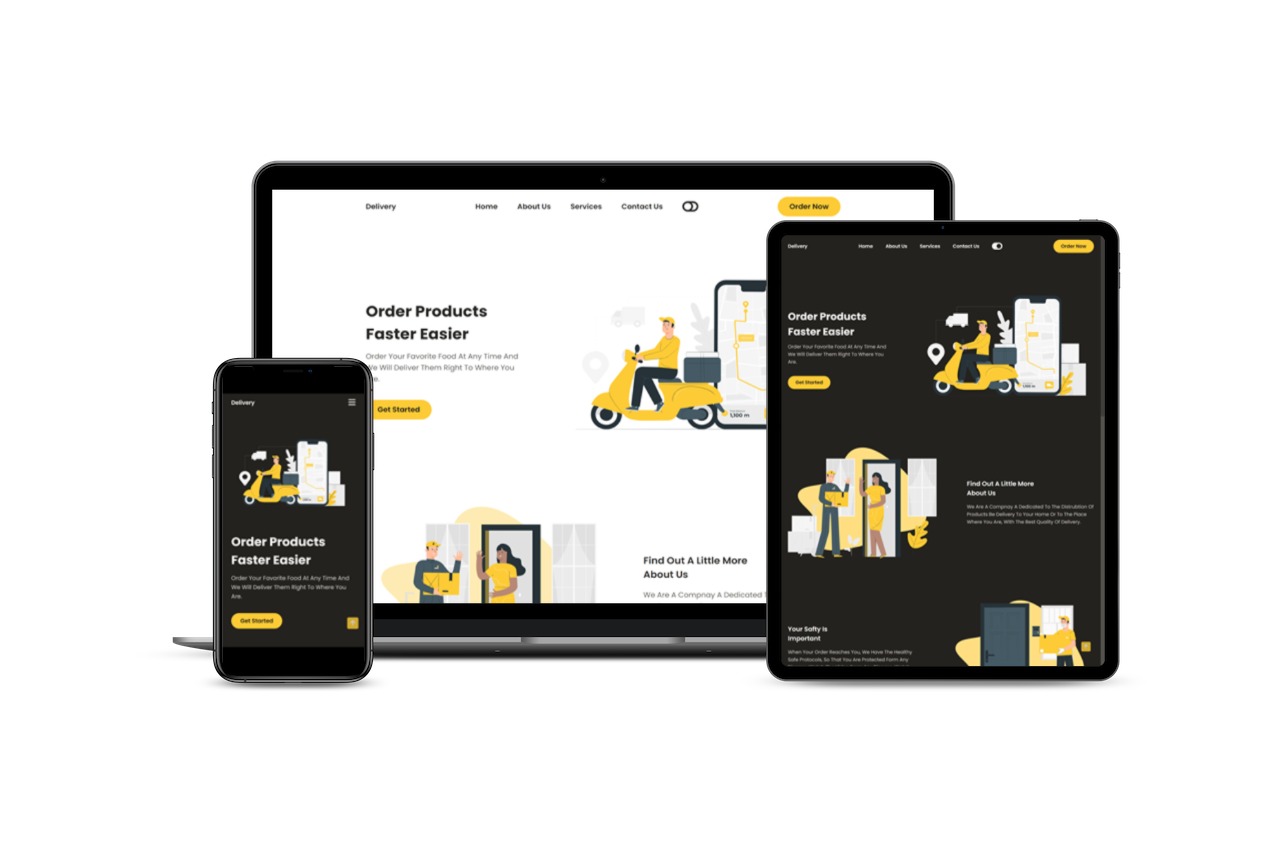 Delivery
Home
About Us
Services
Contact Us
Order Now
Order Products
Faster Easier
Order Your Favorite Food At Any Time And
We Will Deliver Them Right To Where You
Get Started
1,100 m
Find Out A Little More
About Us
We Are A Compnay A Dedicated
Delivery
Home
About Us
Services
Contact Us
Order Now
Order Products
Faster Easier
Order Your Favorite Food At Any Time And
We Will Deliver Them Right To Where You
Are.
Get Started
Find Out A Little More
About Us
We Are A Compnay A Dedicated To The Distrubtion Of
Products.Be Delivery To Your Home Or To The Place
Where You Are, With The Best Quality Of Delivery.
Your Safty Is
Important
When Your Order Reaches You, We Have The Healthy
Safe Protocols, So That You Are Protected Form Any
Delivery
Order Products
Faster Easier
Order Your Favorite Food At Any Time And
We Will Deliver Them Right To Where You
Are.
Get Started